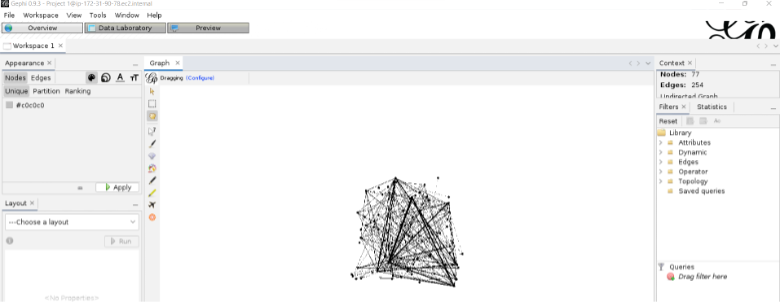 Gephi 0.9.3 - Project 1@ip-172-31-90-78.ec2.internal
File Workspace View Tools Window Help
Overview Data Laboratory Preview
Workspace 1
Appearance
Nodes Edges
Unique Partition Ranking
#c0c0c0
Apply
Layout
---Choose a layout
Run
<No Properties>
Graph
Dragging (Configure)
Context
Nodes: 77
Edges: 254
Undirected Graph
Filters Statistics
Reset
Library
Attributes
Dynamic
Edges
Operator
Topology
Saved queries
Queries
Drag filter here